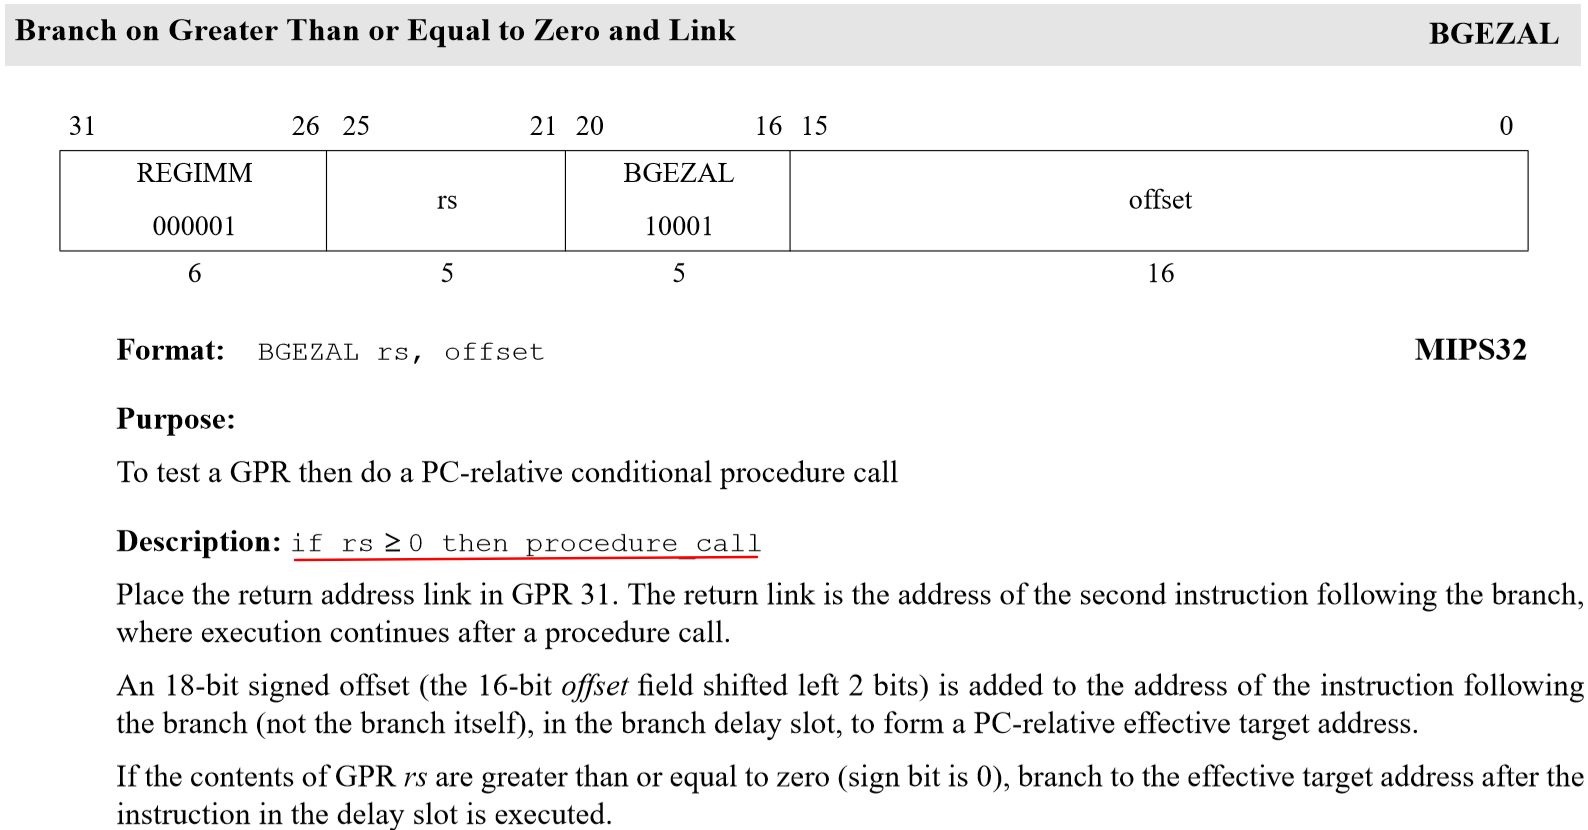 Branch on Greater Than or Equal to Zero and Link BGEZAL
31 26 25 21 20 16 15 0
REGIMM BGEZAL
rs offset
000001 10001
6 5 5 16
Format: BGEZAL rs, offset MIPS32
Purpose:
To test a GPR then do a PC-relative conditional procedure call
Description: if rs ≥ 0 then procedure_call
Place the return address link in GPR 31. The return link is the address of the second instruction following the branch,
where execution continues after a procedure call.
An 18-bit signed offset (the 16-bit offset field shifted left 2 bits) is added to the address of the instruction following
the branch (not the branch itself), in the branch delay slot, to form a PC-relative effective target address.
If the contents of GPR rs are greater than or equal to zero (sign bit is 0), branch to the effective target address after the
instruction in the delay slot is executed.